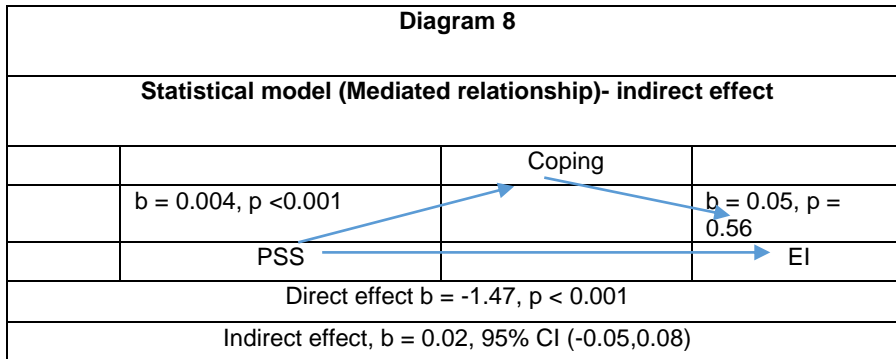 Diagram 8
Statistical model (Mediated relationship)- indirect effect
Coping
b = 0.004, p <0.001
b = 0.05, p =
0.56
PSS
EI
Direct effect b = -1.47, p < 0.001
Indirect effect, b = 0.02, 95% CI (-0.05,0.08)